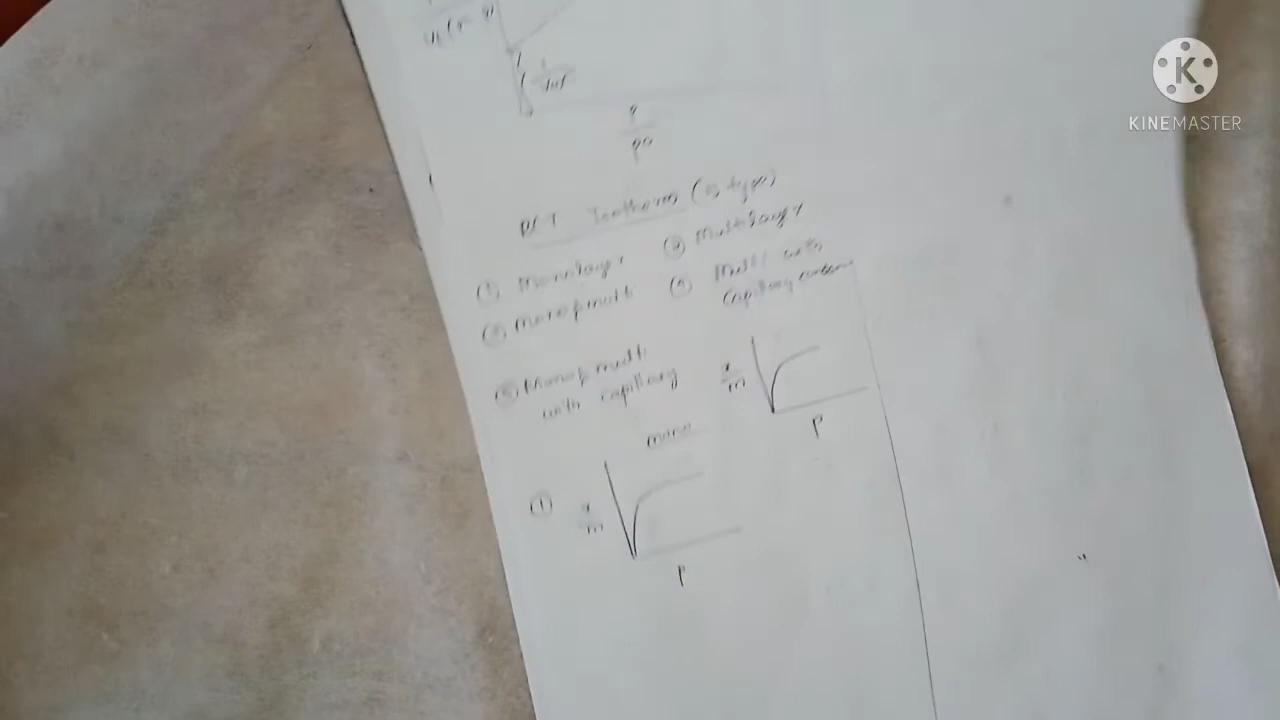 P
po
BET Isotherm (5 type)
① Monolayer ② Multilayer
③ Mono & multi ④ Multi with
capillary
⑤ Mono & multi
with capillary
x
m
P
mono
①
x
m
P
K
KINEMASTER